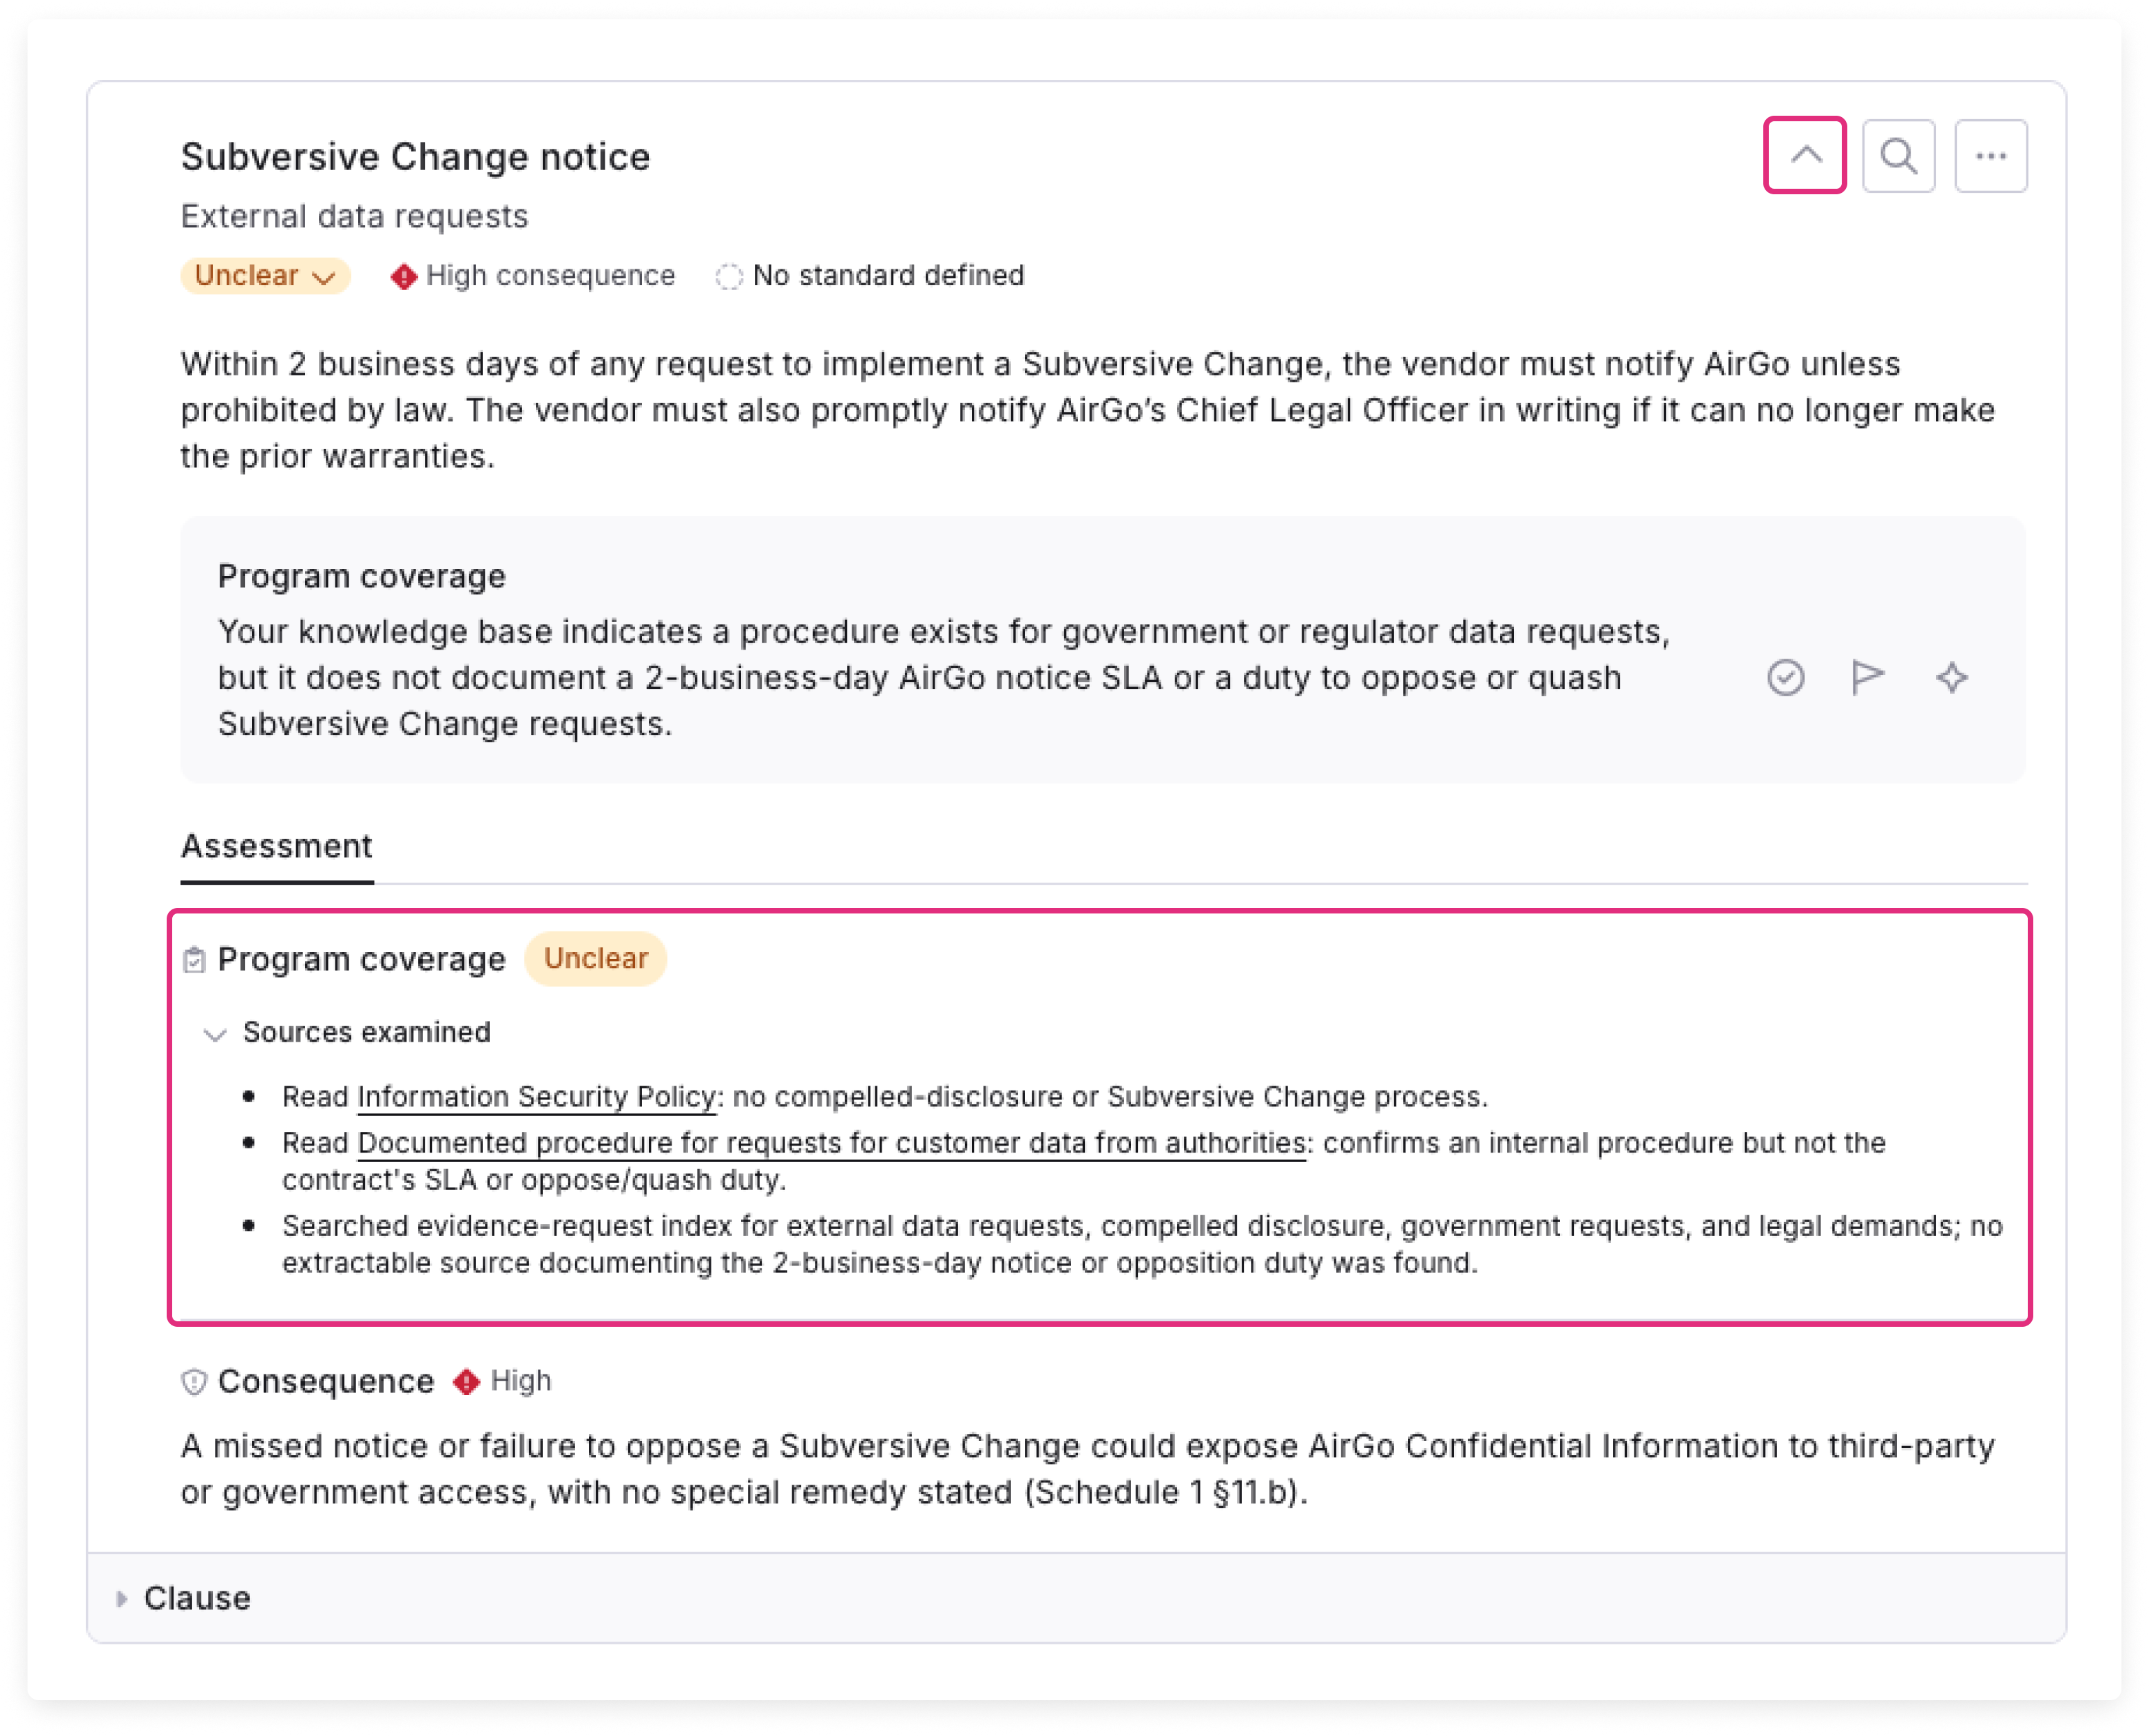 Subversive Change notice
External data requests
Unclear
High consequence
No standard defined
Within 2 business days of any request to implement a Subversive Change, the vendor must notify AirGo unless
prohibited by law. The vendor must also promptly notify AirGo’s Chief Legal Officer in writing if it can no longer make
the prior warranties.
Program coverage
Your knowledge base indicates a procedure exists for government or regulator data requests,
but it does not document a 2-business-day AirGo notice SLA or a duty to oppose or quash
Subversive Change requests.
Assessment
Program coverage Unclear
Sources examined
• Read Information Security Policy: no compelled-disclosure or Subversive Change process.
• Read Documented procedure for requests for customer data from authorities: confirms an internal procedure but not the
contract's SLA or oppose/quash duty.
• Searched evidence-request index for external data requests, compelled disclosure, government requests, and legal demands; no
extractable source documenting the 2-business-day notice or opposition duty was found.
Consequence High
A missed notice or failure to oppose a Subversive Change could expose AirGo Confidential Information to third-party
or government access, with no special remedy stated (Schedule 1 §11.b).
Clause